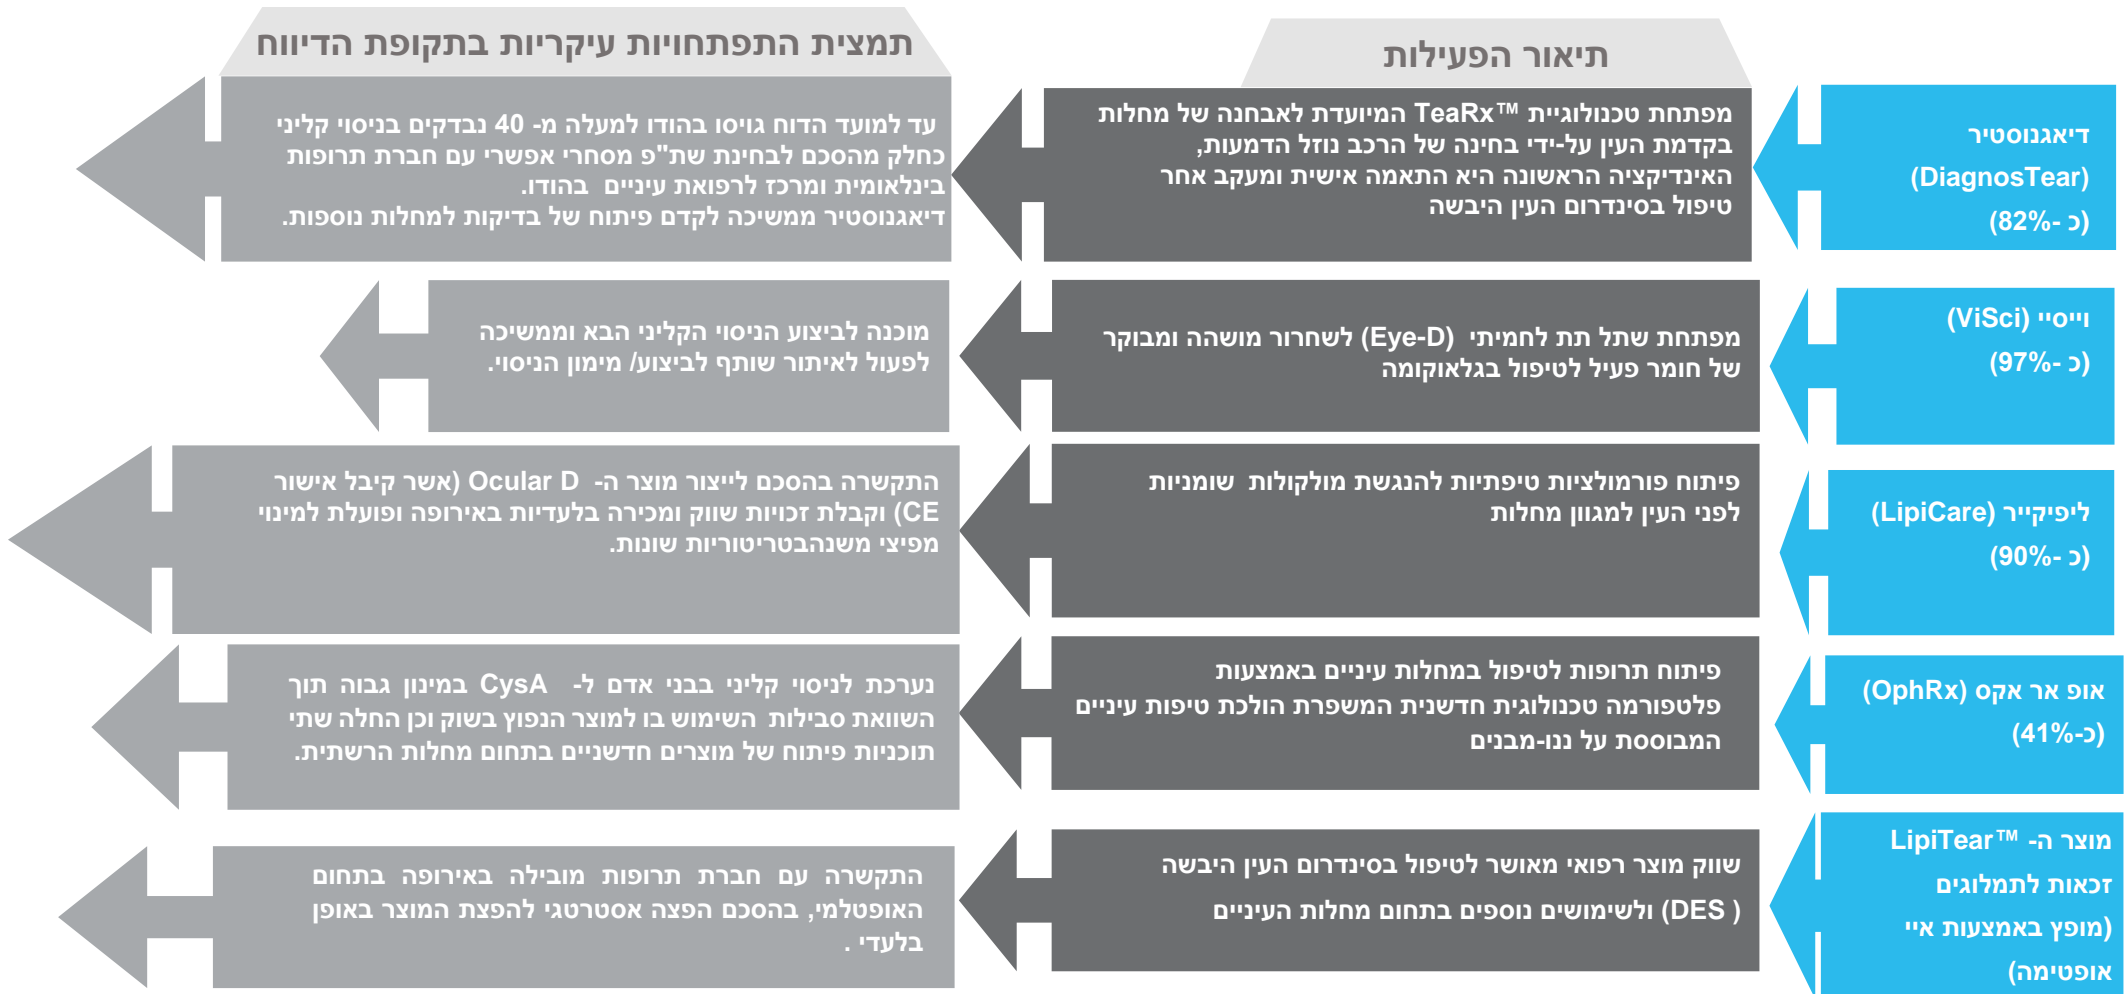 תיאור הפעילות
תמצית התפתחויות עיקריות בתקופת הדיווח
דיאגנוסטיר
(DiagnosTear)
(כ -82%)
מפתחת טכנולוגיית TeaRx™ המיועדת לאבחנה של מחלות
בקדמת העין על-ידי בחינה של הרכב נוזל הדמעות,
האינדיקציה הראשונה היא התאמה אישית ומעקב אחר
טיפול בסינדרום העין היבשה
עד למועד הדוח גויסו בהודו למעלה מ- 40 נבדקים בניסוי קליני
כחלק מהסכם לבחינת שת"פ מסחרי אפשרי עם חברת תרופות
בינלאומית ומרכז לרפואת עיניים בהודו.
דיאגנוסטיר ממשיכה לקדם פיתוח של בדיקות למחלות נוספות.
וייסיי (ViSci)
(כ -97%)
מפתחת שתל תת לחמיתי (Eye-D) לשחרור מושהה ומבוקר
של חומר פעיל לטיפול בגלאוקומה
מוכנה לביצוע הניסוי הקליני הבא וממשיכה
לפעול לאיתור שותף לביצוע/ מימון הניסוי.
ליפיקייר (LipiCare)
(כ -90%)
פיתוח פורמולציות טיפתיות להנגשת מולקולות שומניות
לפני העין למגוון מחלות
התקשרה בהסכם לייצור מוצר ה- Ocular D (אשר קיבל אישור
CE) וקבלת זכויות שווק ומכירה בלעדיות באירופה ופועלת למינוי
מפיצי משנהבטריטוריות שונות.
אופ אר אקס (OphRx)
(כ-41%)
פיתוח תרופות לטיפול במחלות עיניים באמצעות
פלטפורמה טכנולוגית חדשנית המשפרת הולכת טיפות עיניים
המבוססת על ננו-מבנים
נערכת לניסוי קליני בבני אדם ל- CysA במינון גבוה תוך
השוואת סבילות השימוש בו למוצר הנפוץ בשוק וכן החלה שתי
תוכניות פיתוח של מוצרים חדשניים בתחום מחלות הרשתית.
מוצר ה- LipiTear™
זכאות לתמלוגים
(מופץ באמצעות איי
אופטימה)
שווק מוצר רפואי מאושר לטיפול בסינדרום העין היבשה
( DES) ולשימושים נוספים בתחום מחלות העיניים
התקשרה עם חברת תרופות מובילה באירופה בתחום
האופטלמי, בהסכם הפצה אסטרטגי להפצת המוצר באופן
בלעדי .